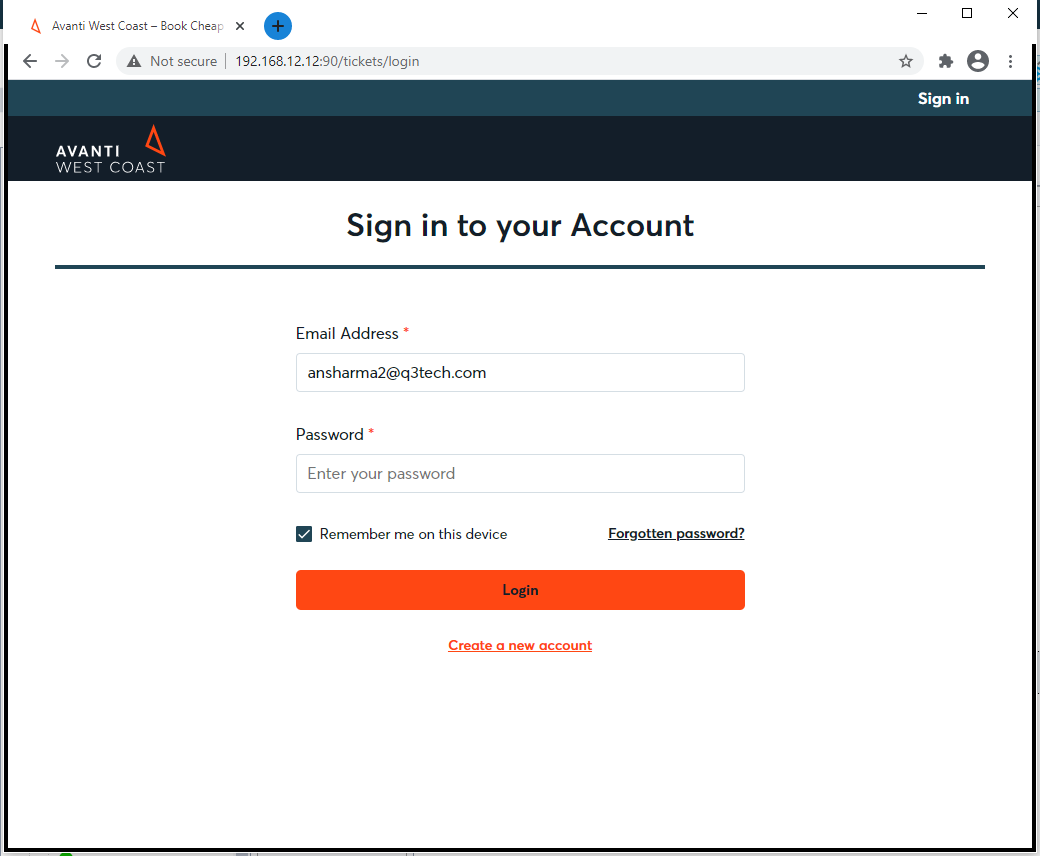 Avanti West Coast – Book Cheap
Not secure 192.168.12.12:90/tickets/login
Sign in
AVANTI
WEST COAST
Sign in to your Account
Email Address *
ansharma2@q3tech.com
Password *
Enter your password
Remember me on this device Forgotten password?
Login
Create a new account